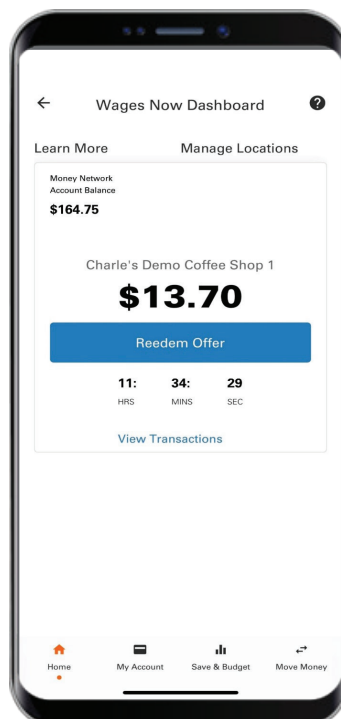 Wages Now Dashboard ?
Learn More Manage Locations
Money Network
Account Balance
$164.75
Charle's Demo Coffee Shop 1
$13.70
Reedem Offer
11: 34: 29
HRS MINS SEC
View Transactions
Home My Account Save & Budget Move Money